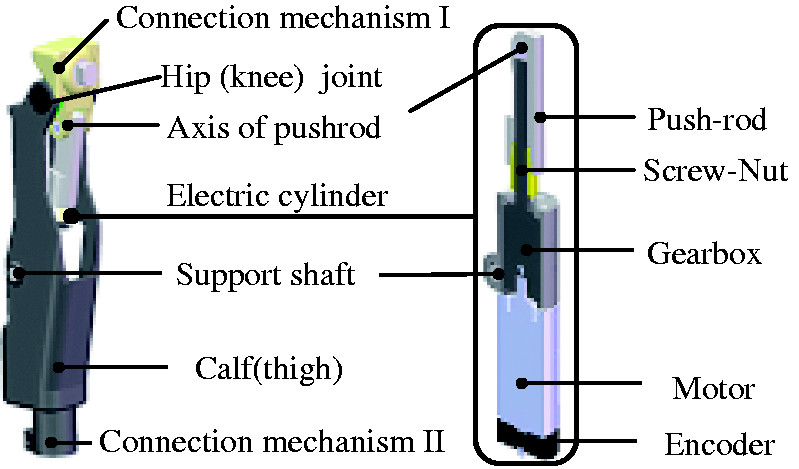 Connection mechanism I
Hip (knee) joint
Axis of pushrod
Push-rod
Screw-Nut
Electric cylinder
Gearbox
Support shaft
Calf(thigh)
Motor
Connection mechanism II
Encoder